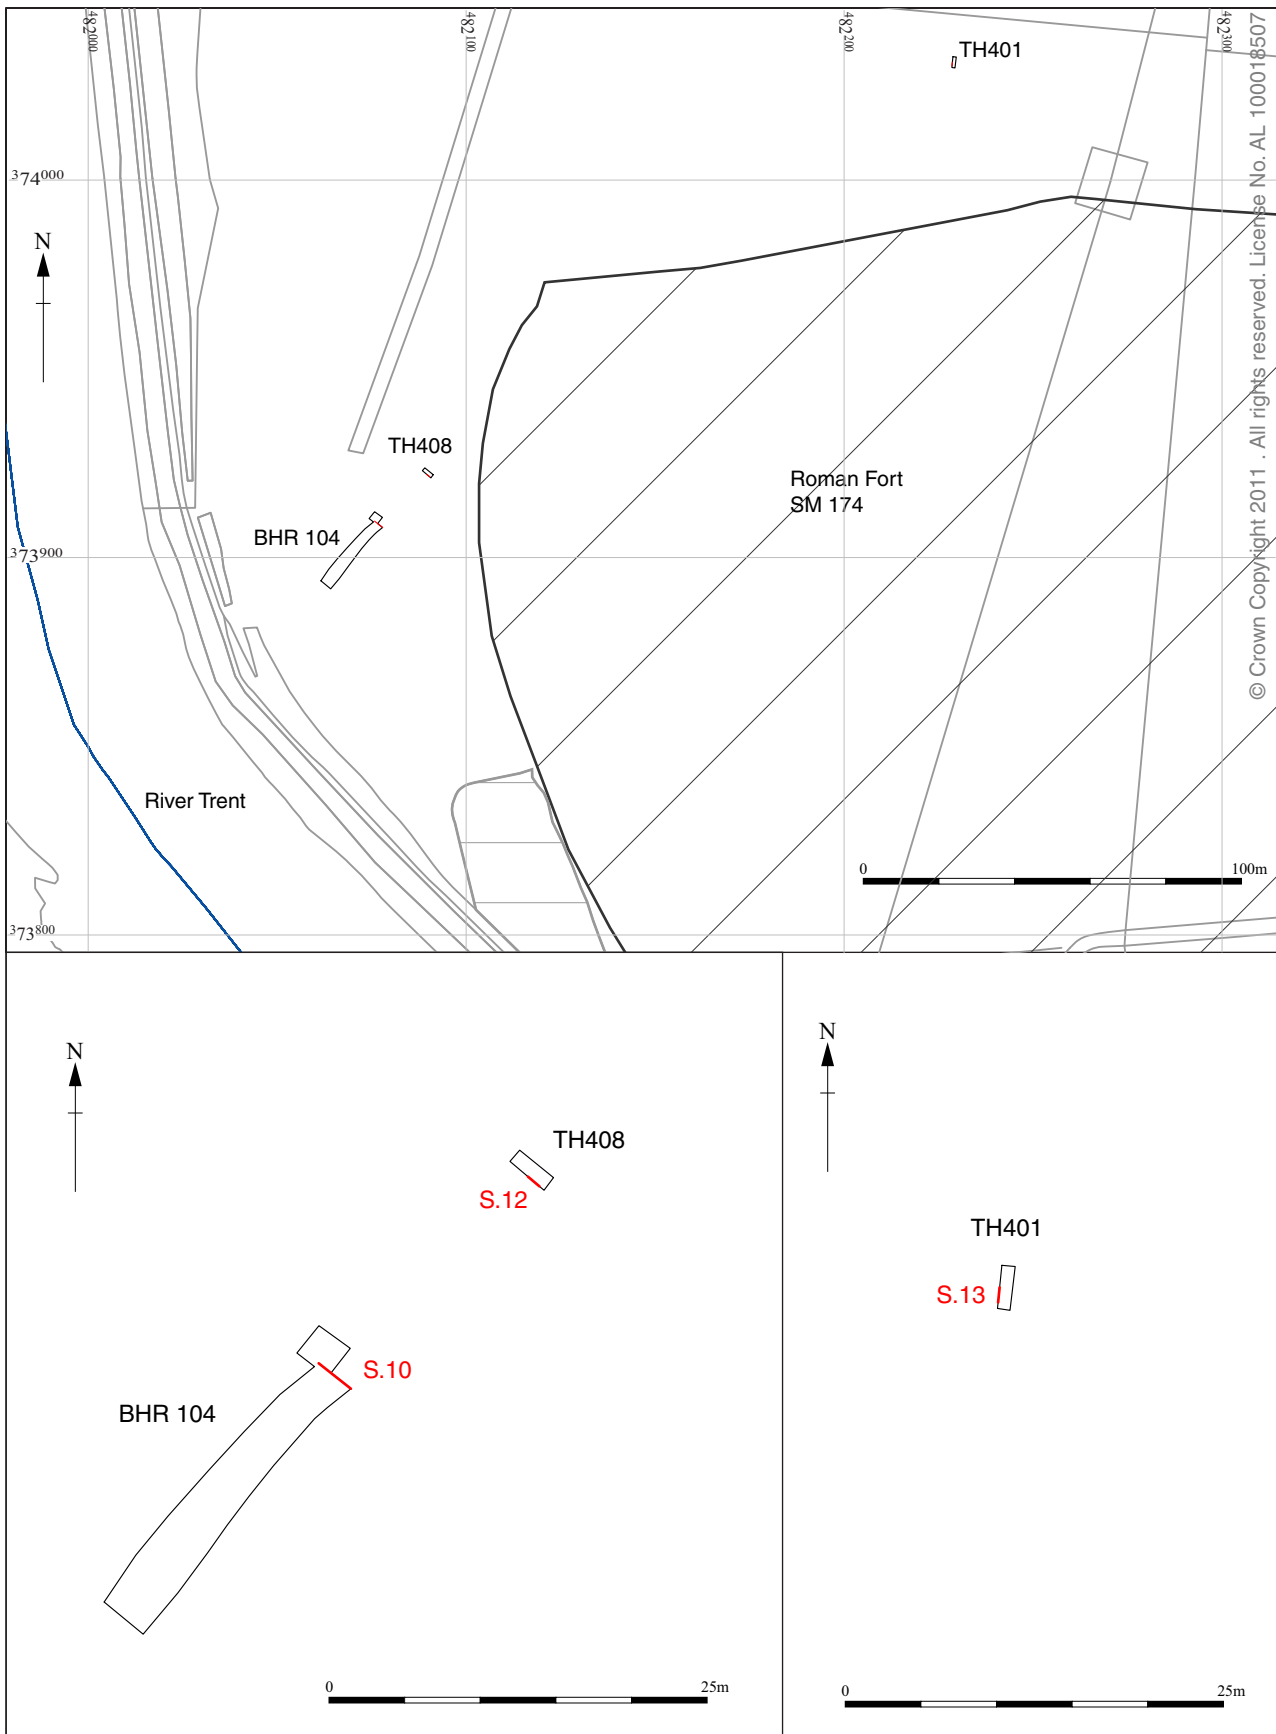 482000
482100
482200
482300
TH401
© Crown Copyright 2011 . All rights reserved. License No. AL 100018507
374000
N
TH408
Roman Fort
SM 174
BHR 104
373900
River Trent
0
100m
373800
N
TH408
S.12
S.10
BHR 104
0
25m
N
TH401
S.13
0
25m